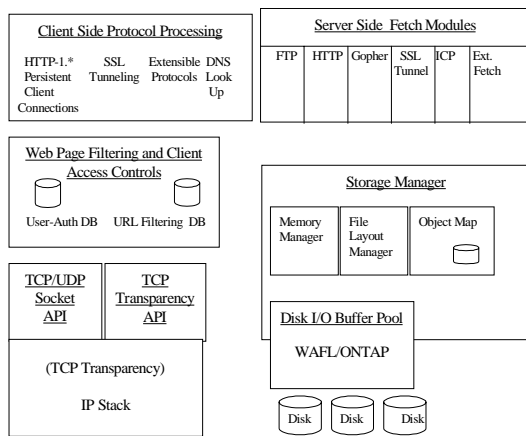 Client Side Protocol Processing
HTTP-1.* SSL Extensible DNS
Persistent Tunneling Protocols Look
Client Up
Connections
Server Side Fetch Modules
FTP HTTP Gopher SSL ICP Ext.
Tunnel Fetch
Web Page Filtering and Client
Access Controls
User-Auth DB URL Filtering DB
Storage Manager
Memory File Object Map
Manager Layout
Manager
TCP/UDP TCP
Socket Transparency
API API
(TCP Transparency)
IP Stack
Disk I/O Buffer Pool
WAFL/ONTAP
Disk Disk Disk